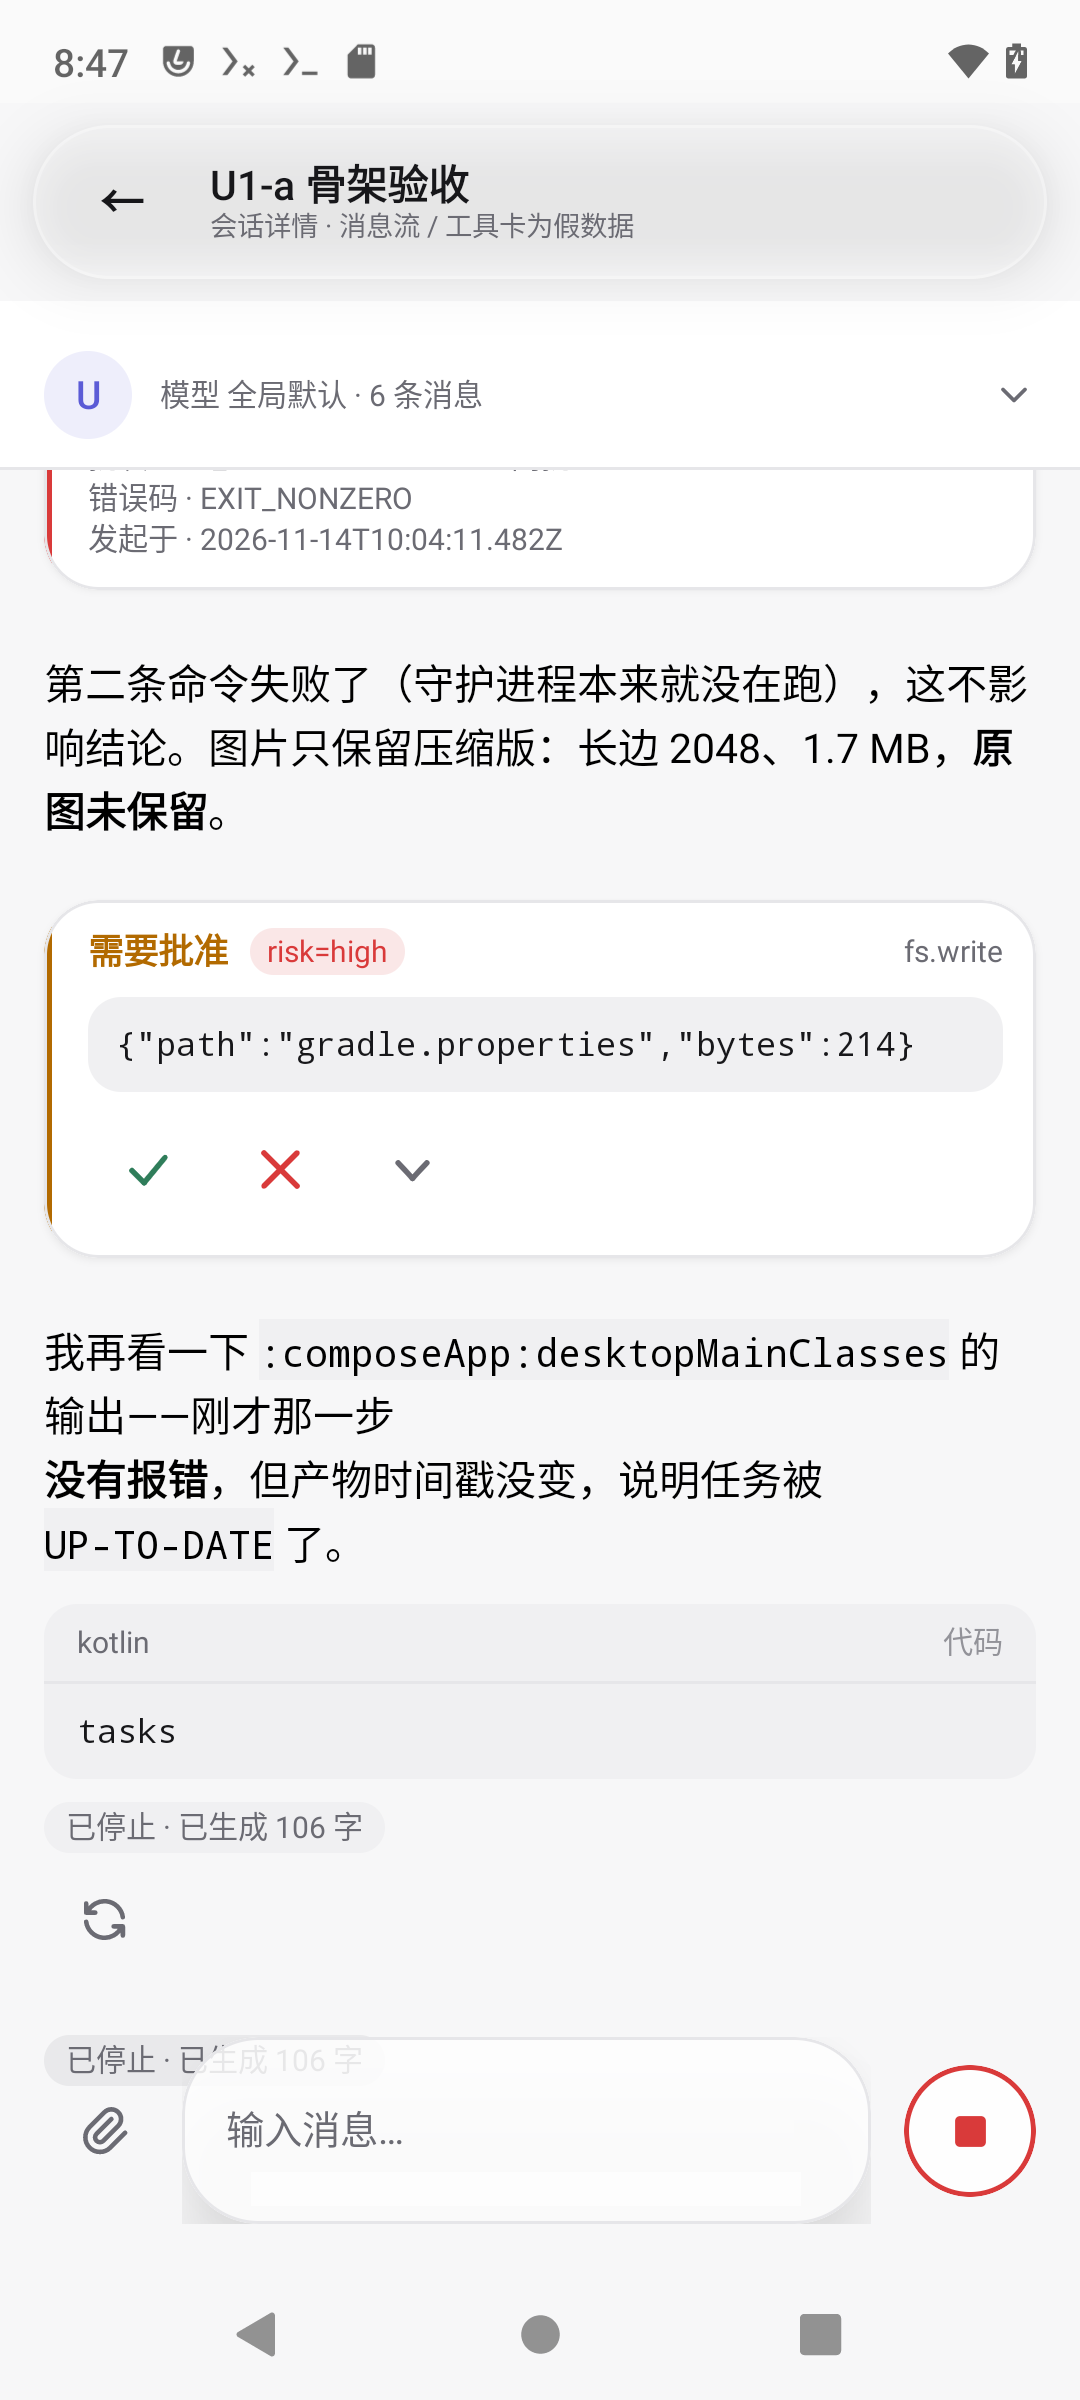 8:47
U1-a 骨架验收
会话详情 · 消息流 / 工具卡为假数据
U
模型 全局默认 · 6 条消息
错误码 · EXIT_NONZERO
发起于 · 2026-11-14T10:04:11.482Z
第二条命令失败了（守护进程本来就没在跑），这不影
响结论。图片只保留压缩版：长边 2048、1.7 MB，原
图未保留。
需要批准 risk=high fs.write
{"path":"gradle.properties","bytes":214}
我再看一下 :composeApp:desktopMainClasses 的
输出——刚才那一步
没有报错，但产物时间戳没变，说明任务被
UP-TO-DATE 了。
kotlin 代码
tasks
已停止 · 已生成 106 字
已停止 · 已生成 106 字
输入消息...